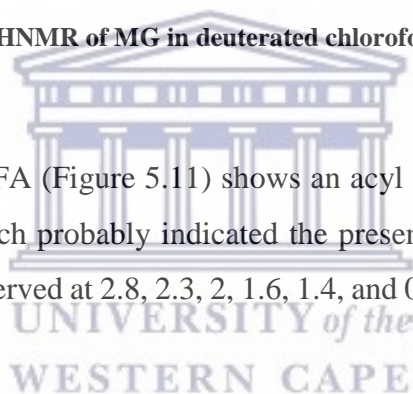 HNMR of MG in deuterated chlorofo
FA (Figure 5.11) shows an acyl
ch probably indicated the presen
erved at 2.8, 2.3, 2, 1.6, 1.4, and 0
UNIVERSITY of the
WESTERN CAPE